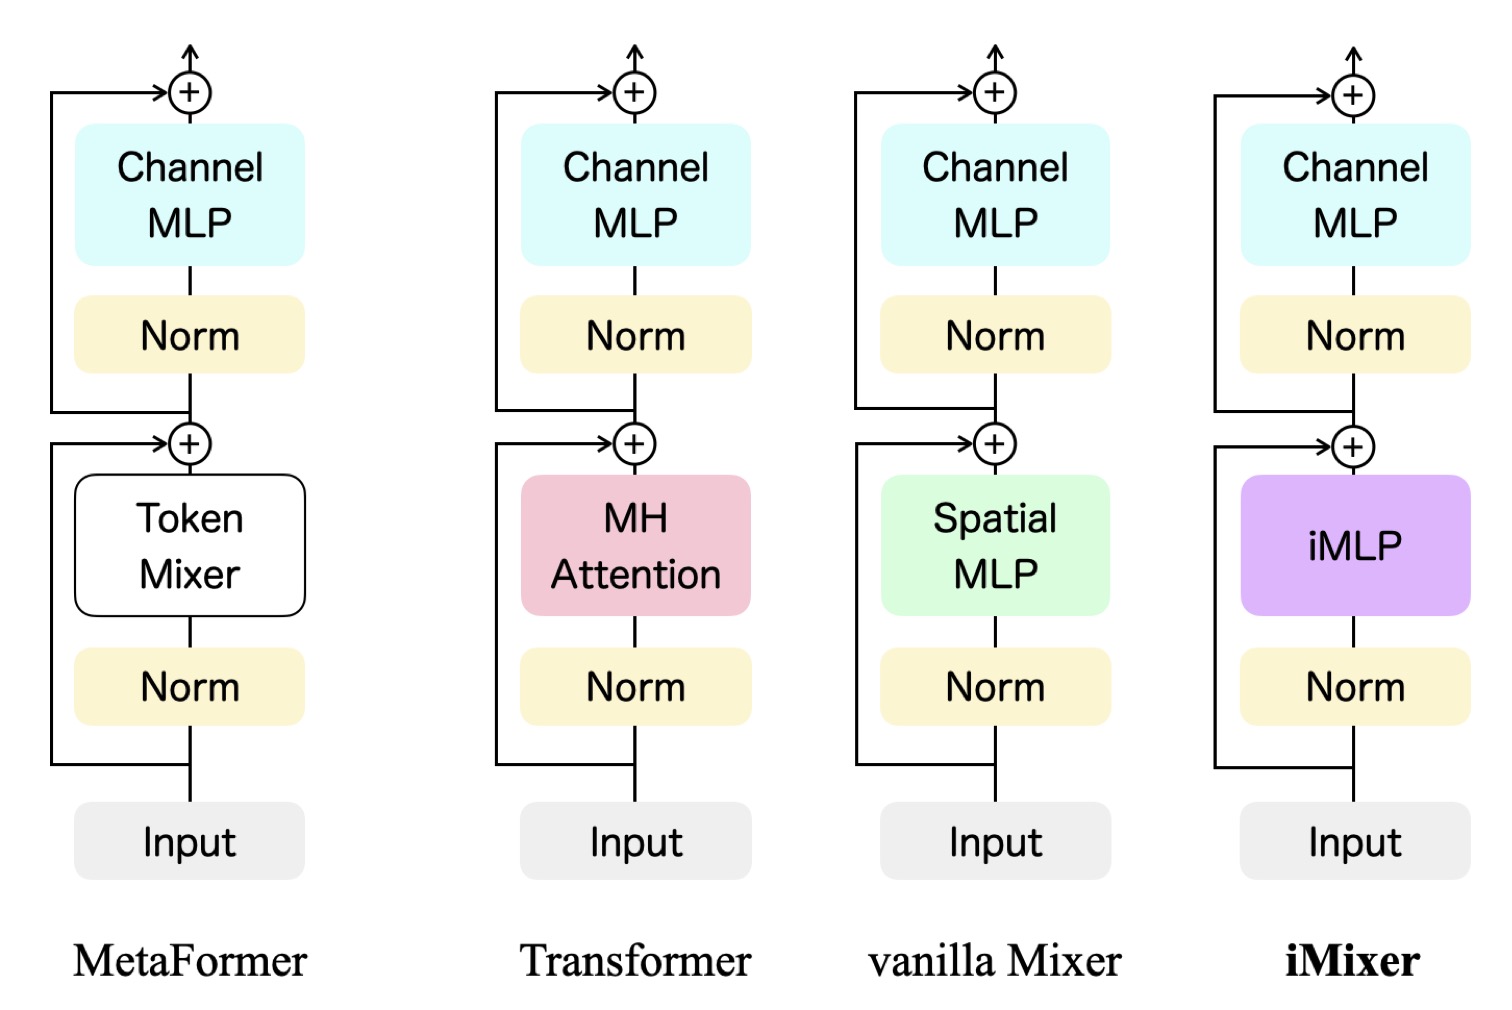 Channel
MLP
Norm
Token
Mixer
Norm
Input
MetaFormer
Channel
MLP
Norm
MH
Attention
Norm
Input
Transformer
Channel
MLP
Norm
Spatial
MLP
Norm
Input
vanilla Mixer
Channel
MLP
Norm
iMLP
Norm
Input
iMixer